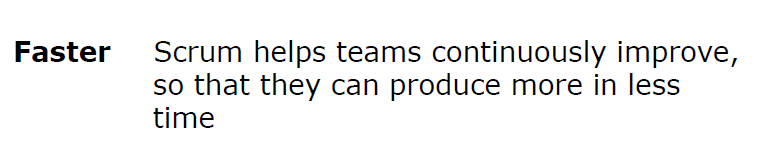 Faster Scrum helps teams continuously improve,
so that they can produce more in less
time